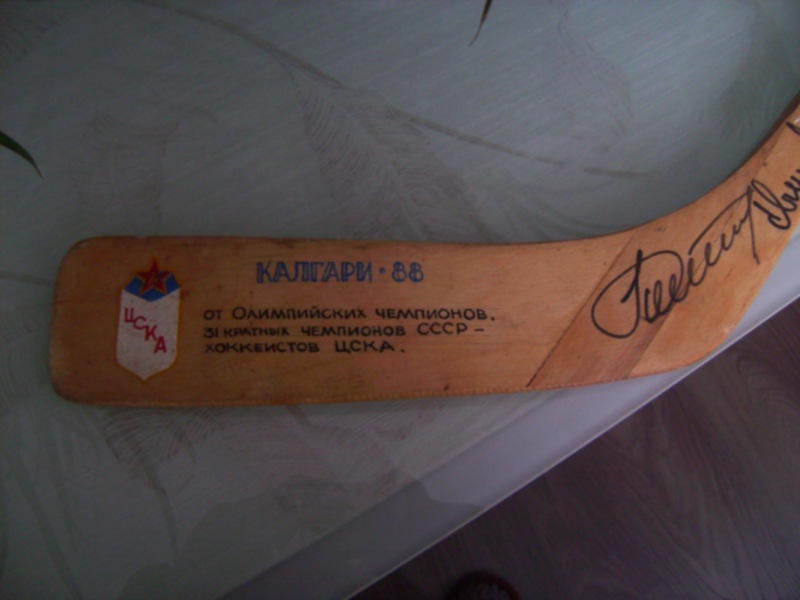 КАЛГАРИ • 88
ЦСКА
от Олимпийских чемпионов,
31 кратных чемпионов СССР –
хоккеистов ЦСКА.